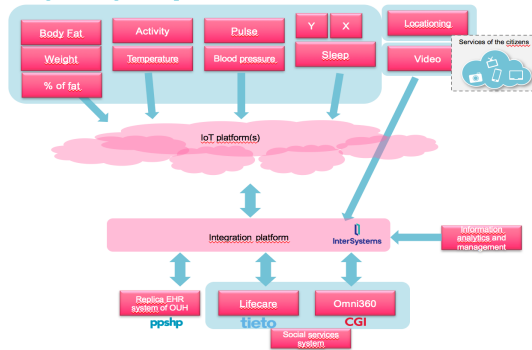 Body Fat
Weight
% of fat
Activity
Temperature
Pulse
Blood pressure
Y
X
Sleep
Locationing
Video
Services of the citizens
IoT platform(s)
Integration platform
InterSystems
Information
analytics and
management
Replica EHR
system of OUH
ppshp
Lifecare
tieto
Omni360
CGI
Social services
system